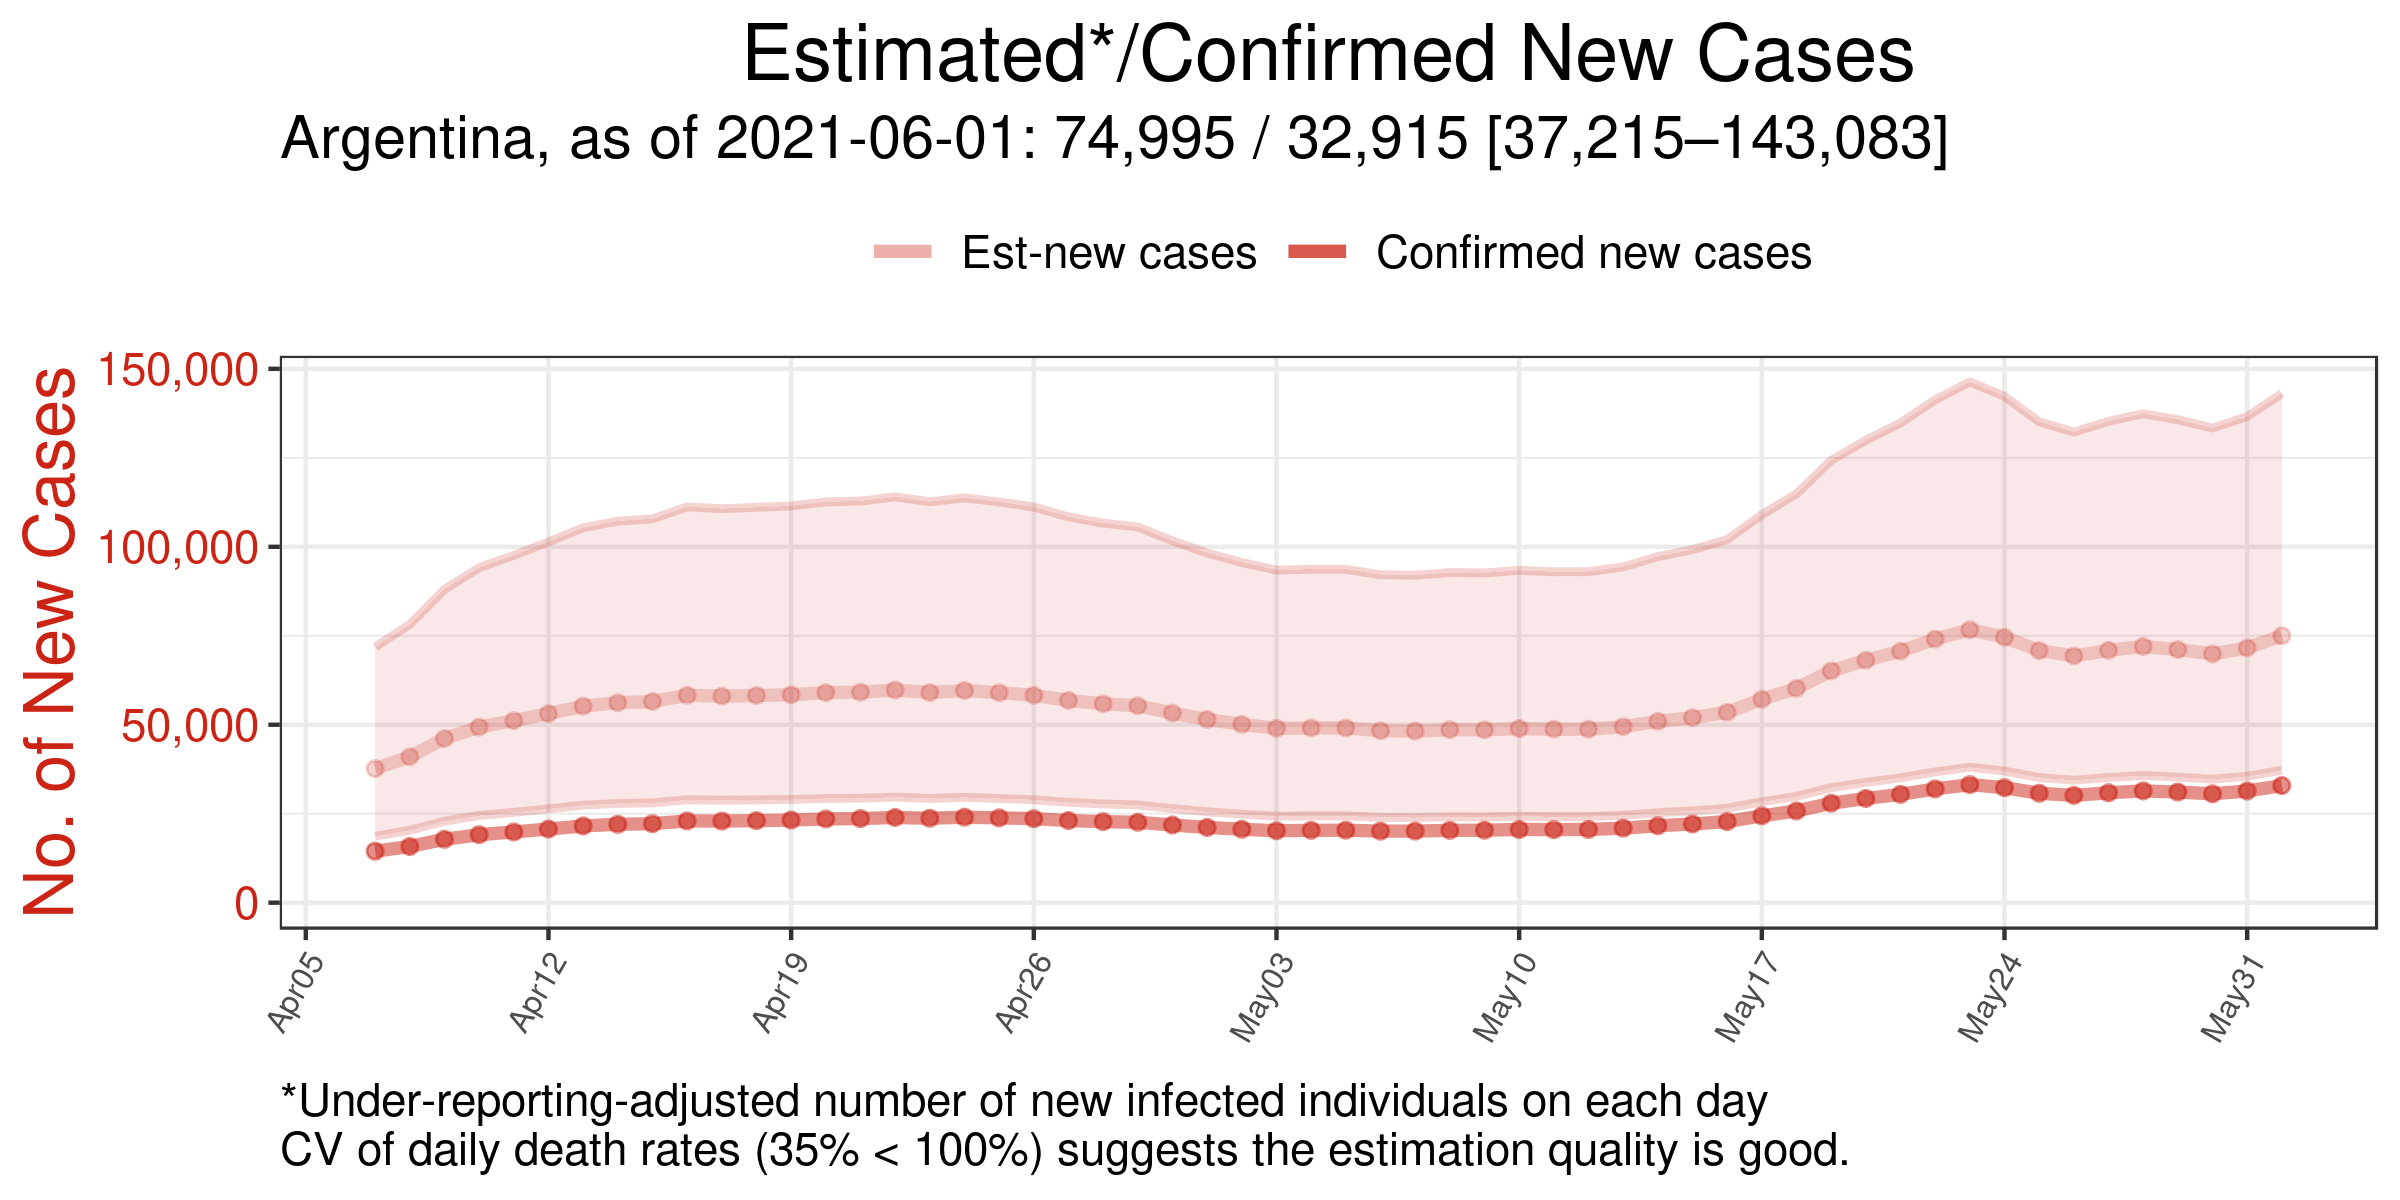 Estimated*/Confirmed New Cases
Argentina, as of 2021-06-01: 74,995 / 32,915 [37,215–143,083]
Est-new cases Confirmed new cases
No. of New Cases
150,000
100,000
50,000
0
Apr05 Apr12 Apr19 Apr26 May03 May10 May17 May24 May31
*Under-reporting-adjusted number of new infected individuals on each day
CV of daily death rates (35% < 100%) suggests the estimation quality is good.